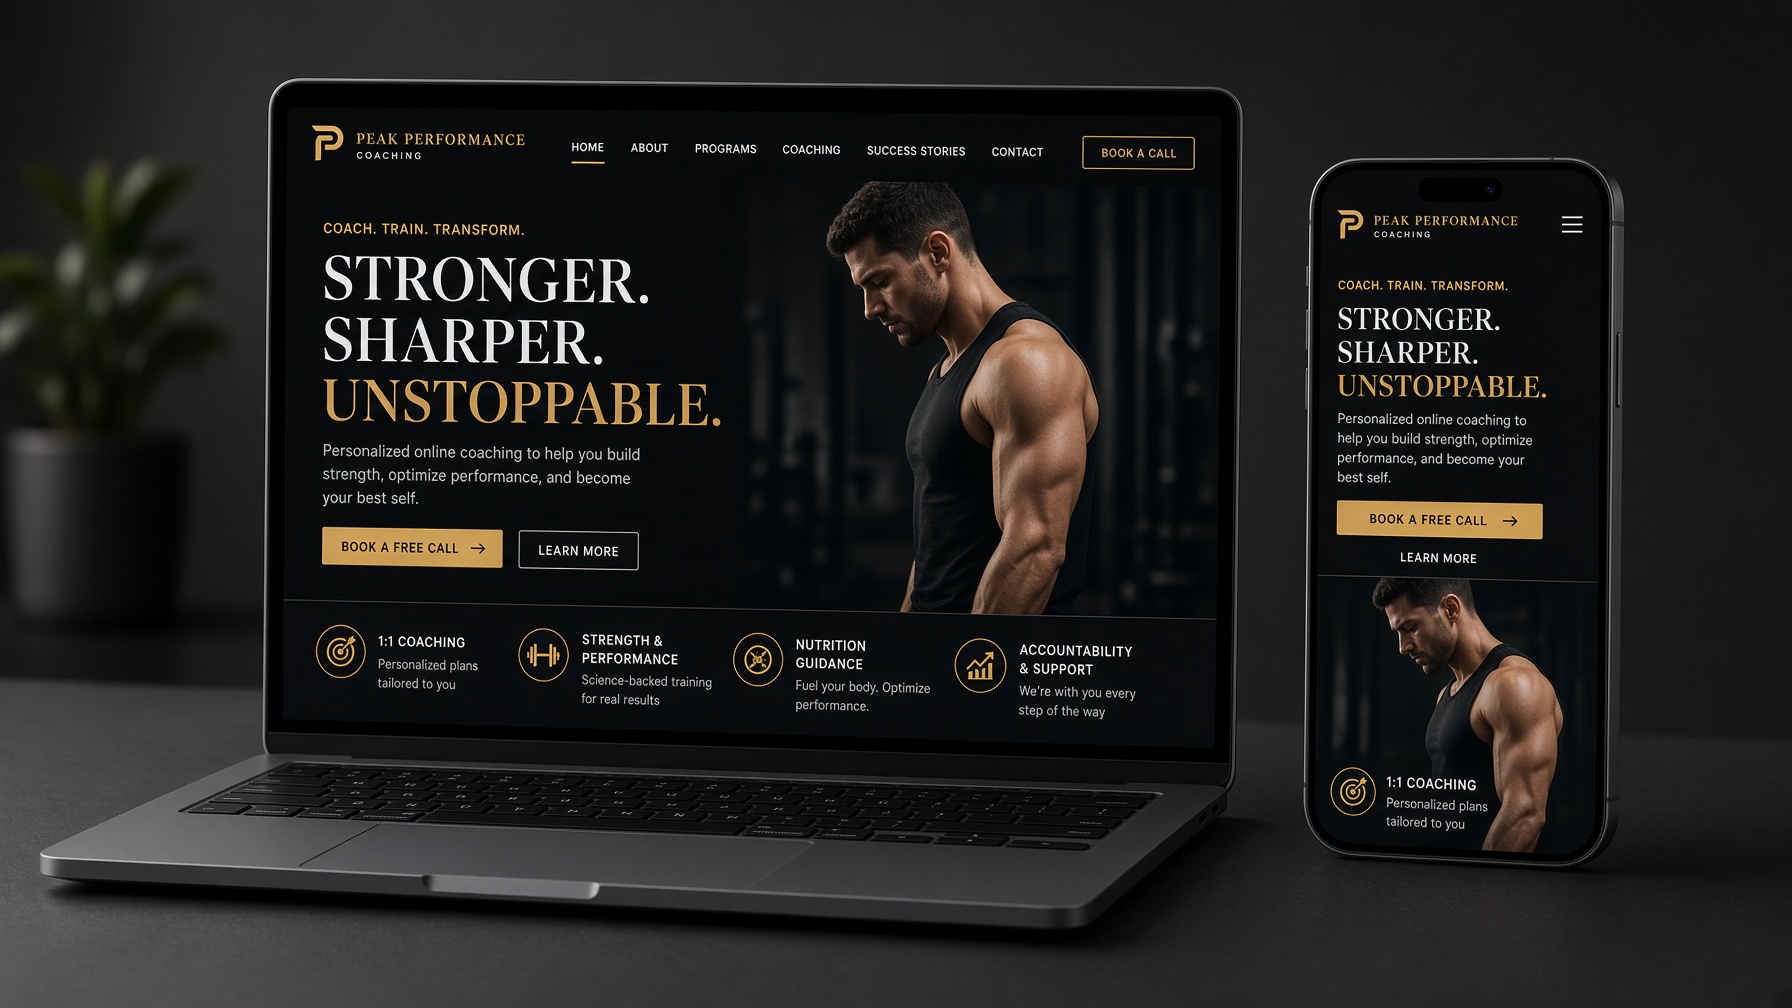 PEAK PERFORMANCE
COACHING
HOME
ABOUT
PROGRAMS
COACHING
SUCCESS STORIES
CONTACT
BOOK A CALL
COACH. TRAIN. TRANSFORM.
STRONGER.
SHARPER.
UNSTOPPABLE.
Personalized online coaching to help you build
strength, optimize performance, and become
your best self.
BOOK A FREE CALL →
LEARN MORE
1:1 COACHING
Personalized plans
tailored to you
STRENGTH &
PERFORMANCE
Science-backed training
for real results
NUTRITION
GUIDANCE
Fuel your body. Optimize
performance.
ACCOUNTABILITY
& SUPPORT
We're with you every
step of the way
PEAK PERFORMANCE
COACHING
COACH. TRAIN. TRANSFORM.
STRONGER.
SHARPER.
UNSTOPPABLE.
Personalized online coaching to
help you build strength, optimize
performance, and become your
best self.
BOOK A FREE CALL →
LEARN MORE
1:1 COACHING
Personalized plans
tailored to you